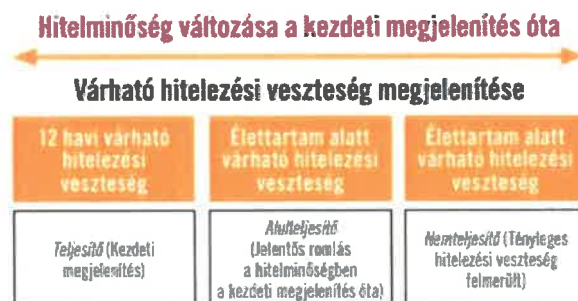 Hitelminőség változása a kezdeti megjelenítés óta
Várható hitelezési veszteség megjelenítése
12 havi várható
hitelezési
veszteség
Élettartam alatt
várható hitelezési
veszteség
Élettartam alatt
várható hitelezési
veszteség
Teljesítő (Kezdeti
megjelenítés)
Alulteljesítő
(Jelentős romlás
a hitelminőségben
a kezdeti megjelenítés óta)
Nemteljesítő (Tényleges
hitelezési veszteség
felmerült)